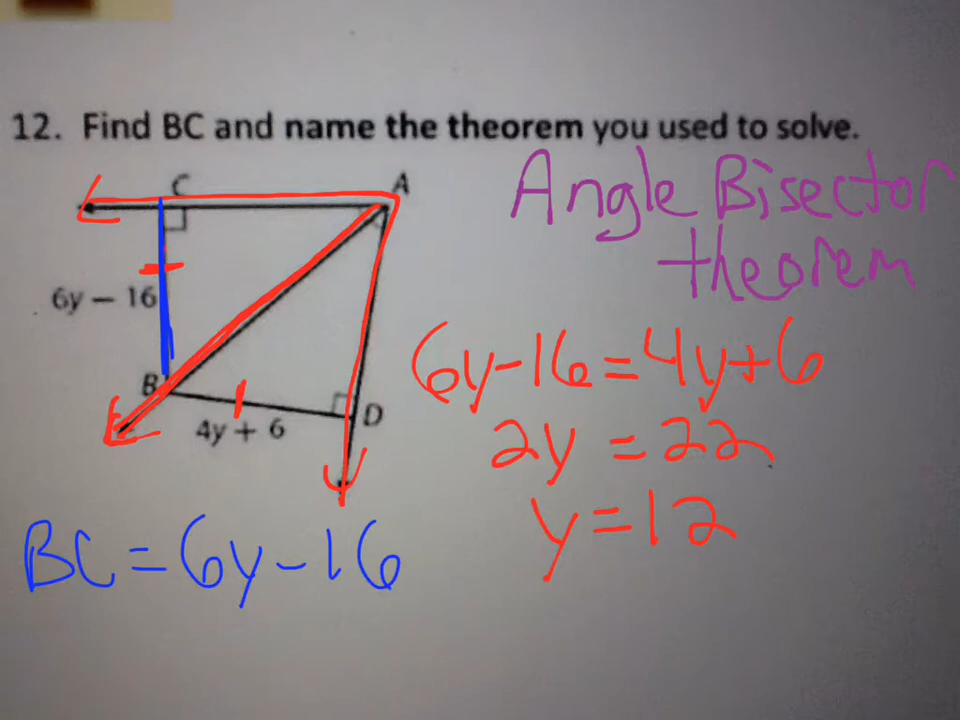 12. Find BC and name the theorem you used to solve.
Angle Bisector
theorem
C
A
6y – 16
B
D
4y + 6
6y-16=4y+6
2y = 22
y=12
BC=6y-16